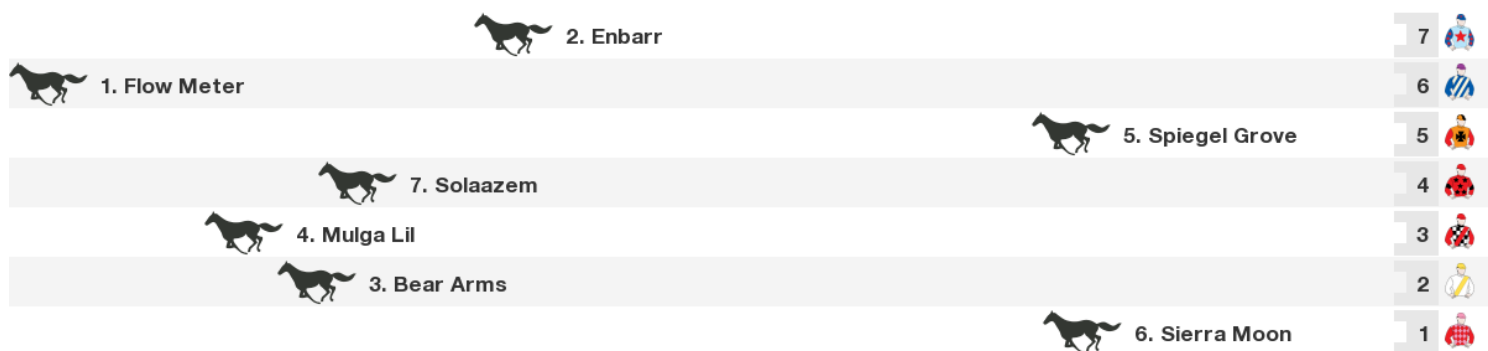 2. Enbarr 7
1. Flow Meter 6
5. Spiegel Grove 5
7. Solaazem 4
4. Mulga Lil 3
3. Bear Arms 2
6. Sierra Moon 1